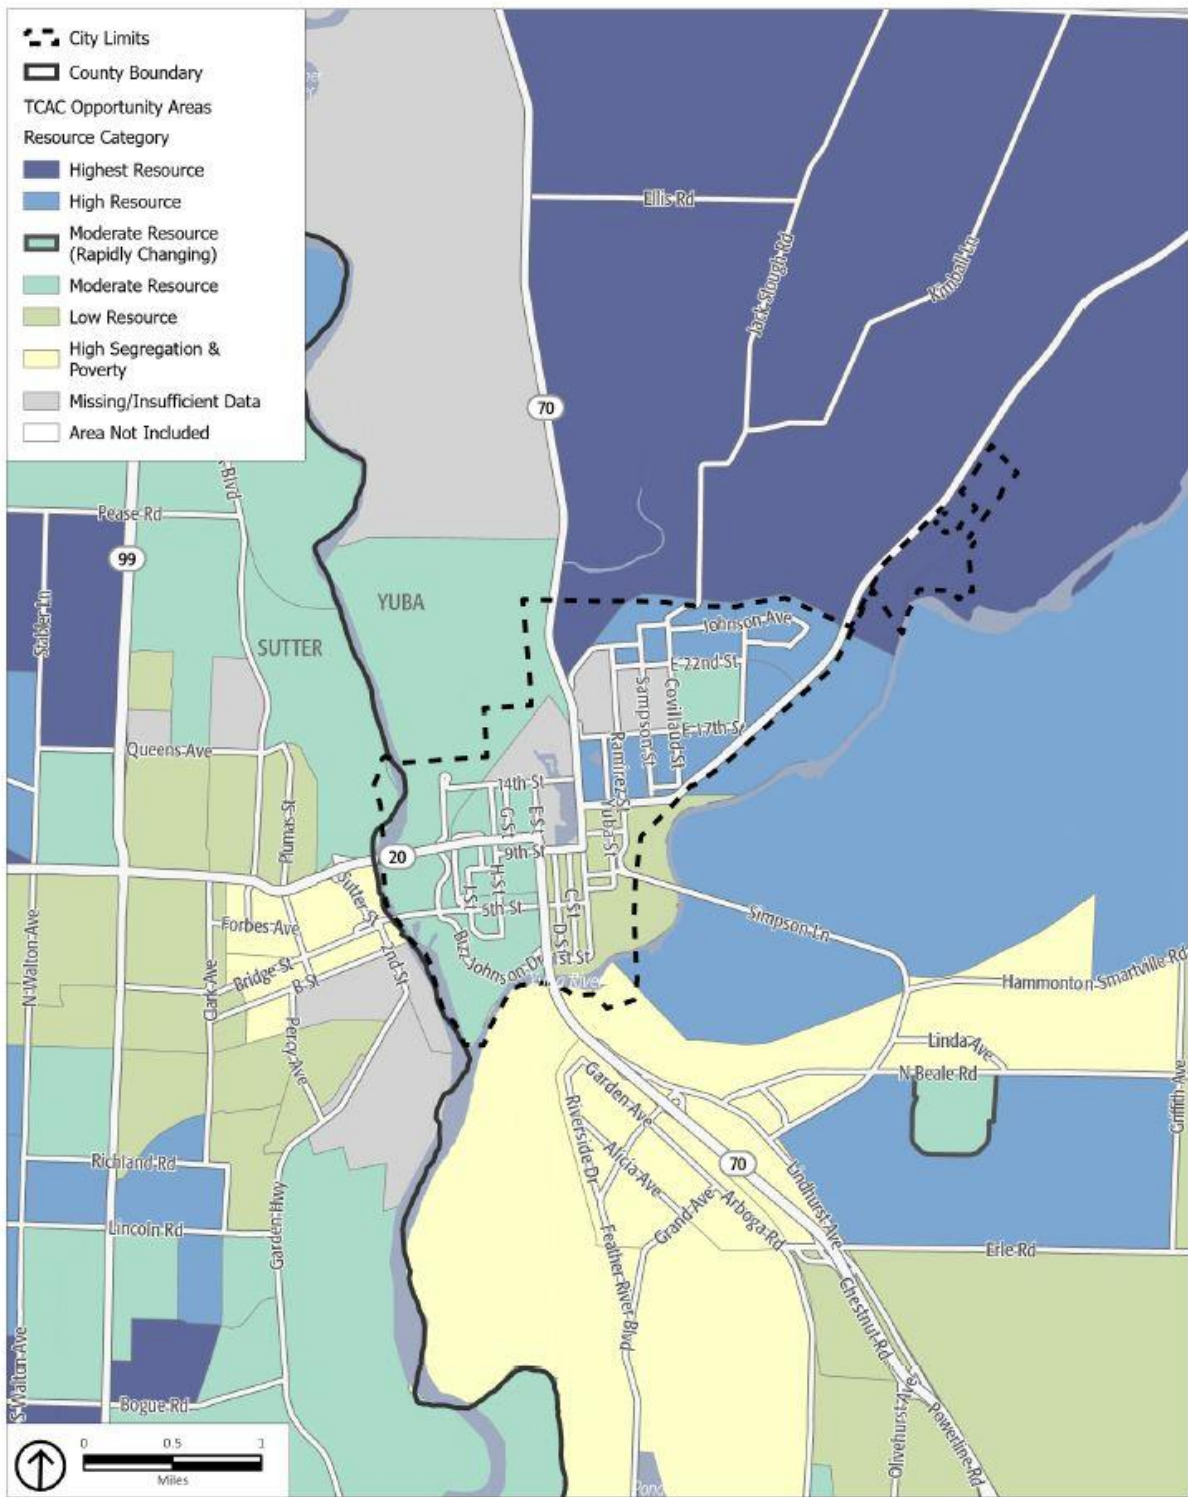 City Limits
County Boundary
TCAC Opportunity Areas
Resource Category
Highest Resource
High Resource
Moderate Resource
(Rapidly Changing)
Moderate Resource
Low Resource
High Segregation &
Poverty
Missing/Insufficient Data
Area Not Included
Ellis Rd
Jack Slough Rd
Kimball Ln
70
Blvd
Pease Rd
99
Stabler Ln
YUBA
SUTTER
Johnson Ave
E 22nd St
Sampson St
Covillaud St
E 17th S
Ramirez St
Queens Ave
Plumas St
14th St
G St
E St
Yuba St
20
9th St
Sutter St
H St
J St
5th St
C St
D St
Simpson Ln
Forbes Ave
N Walton Ave
Clark Ave
Bridge St
B St
2nd St
Bizz Johnson Dr
1st St
Hammonton Smartville Rd
Percy Ave
Linda Ave
N Beale Rd
Griffith Ave
Garden Ave
Riverside Dr
Alicia Ave
70
Richland Rd
Lindhurst Ave
Garden Hwy
Grand Ave
Arboga Rd
Lincoln Rd
Feather River Blvd
Erle Rd
Chestnut Rd
S Walton Ave
Bogue Rd
Olivehurst Ave
Powerline Rd
0 0.5 1
Miles
Pond